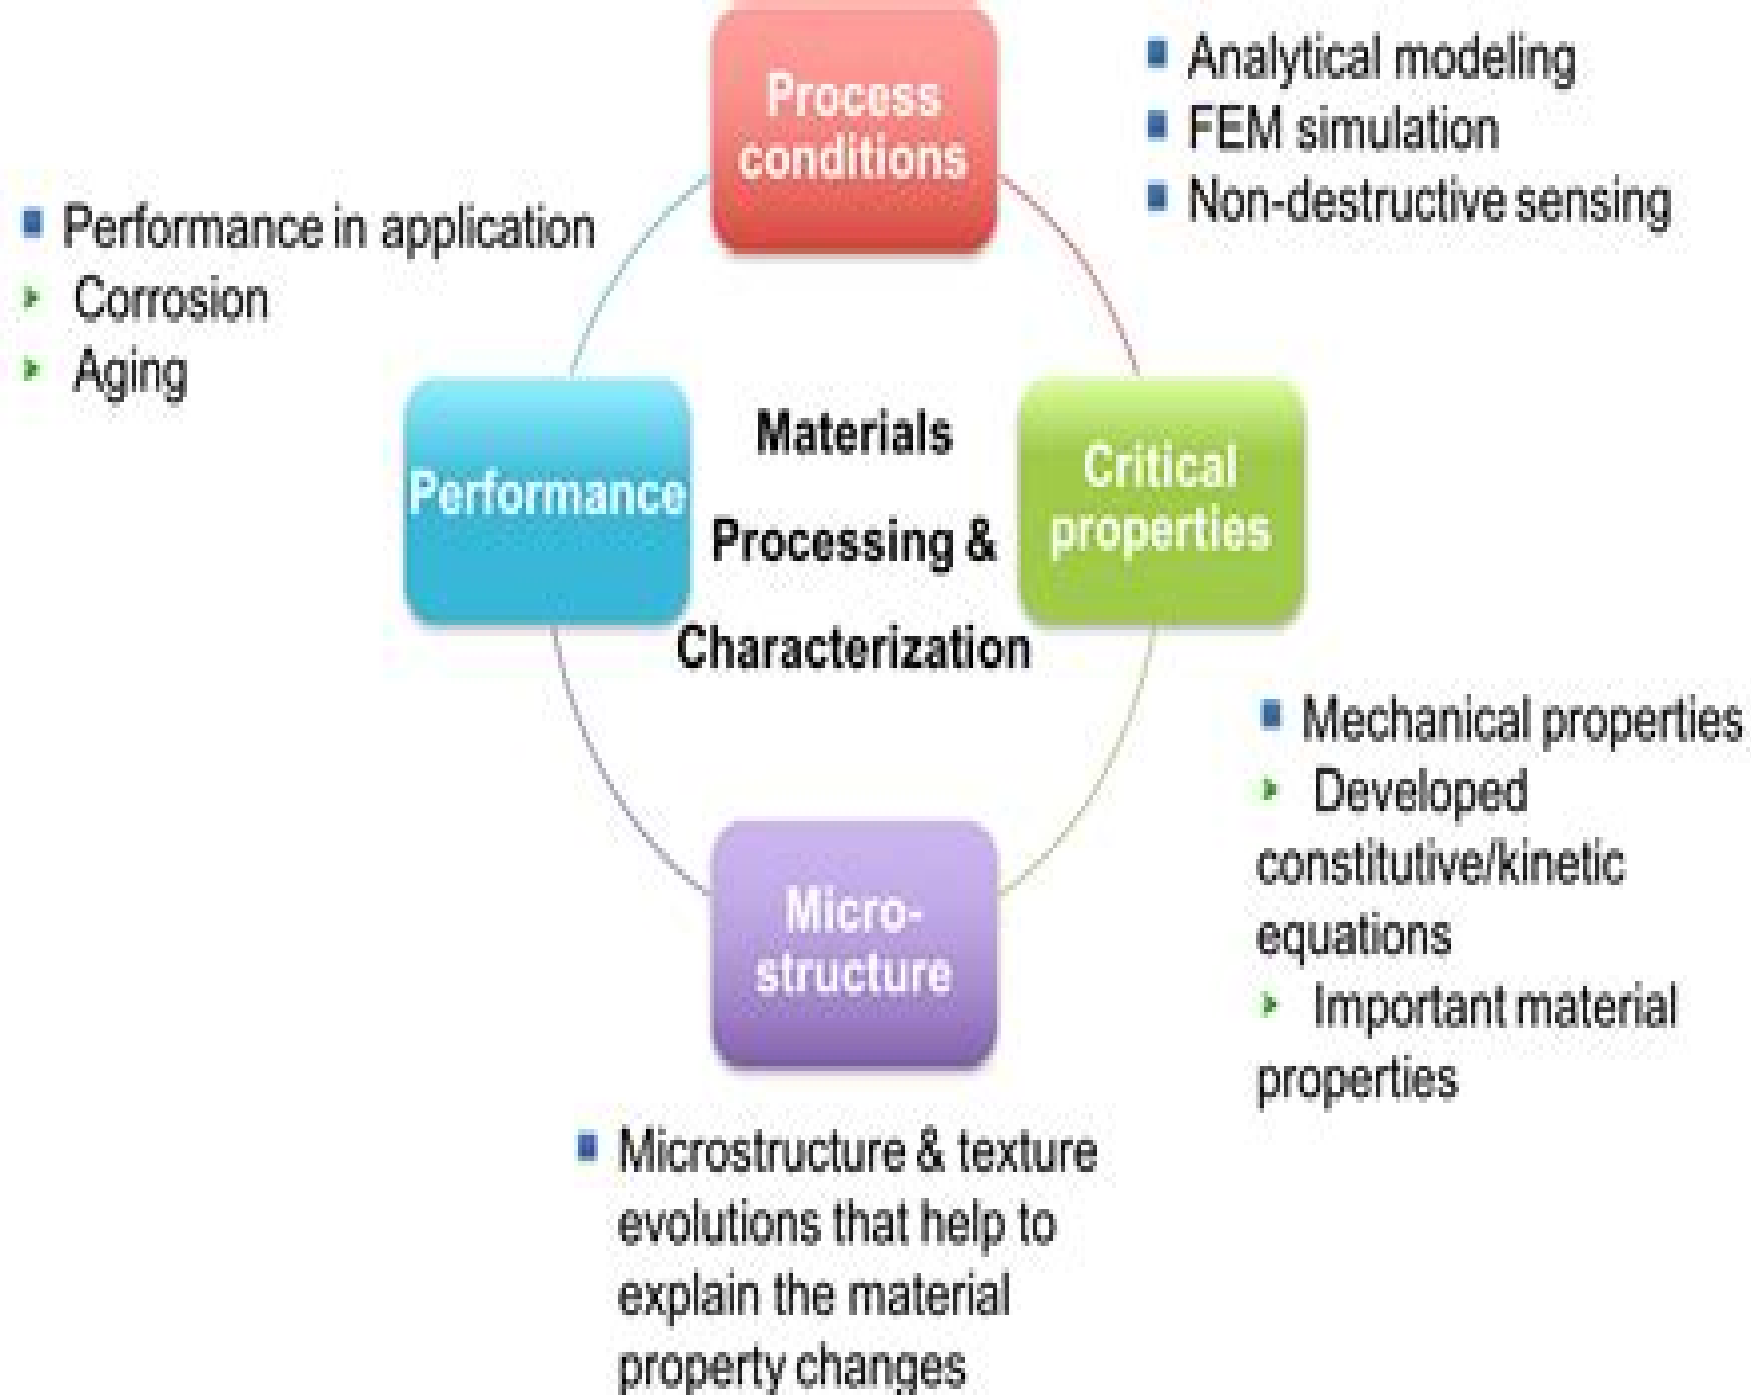 Process
conditions
Analytical modeling
FEM simulation
Non-destructive sensing
Performance in application
Corrosion
Aging
Performance
Materials
Processing &
Characterization
Critical
properties
Mechanical properties
Developed
constitutive/kinetic
equations
Important material
properties
Micro-
structure
Microstructure & texture
evolutions that help to
explain the material
property changes